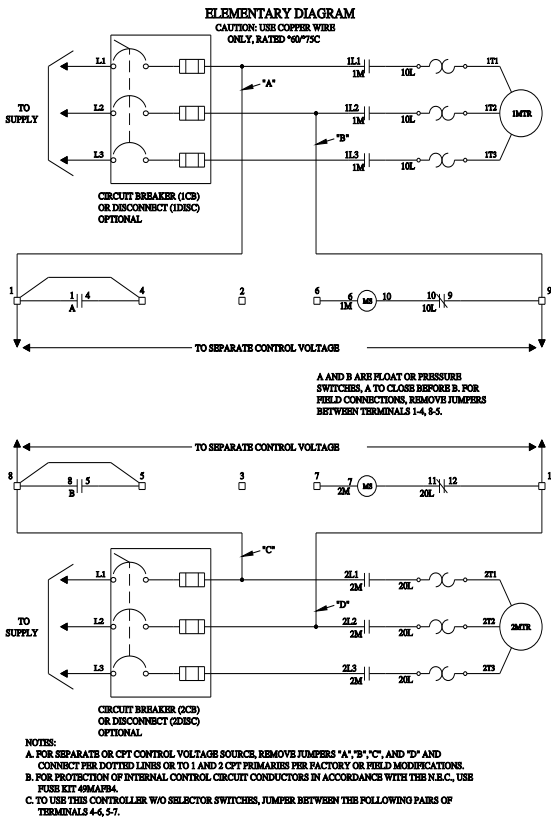 ELEMENTARY DIAGRAM
CAUTION: USE COPPER WIRE
ONLY, RATED °60/°75C
L1
1L1
1M
10L
1T1
"A"
TO
SUPPLY
L2
1L2
1M
10L
1T2
1MTR
"B"
L3
1L3
1M
10L
1T3
CIRCUIT BREAKER (1CB)
OR DISCONNECT (1DISC)
OPTIONAL
1
4
2
6
9
1 4
A
6
1M
MS
10
10 9
10L
TO SEPARATE CONTROL VOLTAGE
A AND B ARE FLOAT OR PRESSURE
SWITCHES, A TO CLOSE BEFORE B. FOR
FIELD CONNECTIONS, REMOVE JUMPERS
BETWEEN TERMINALS 1-4, 8-5.
TO SEPARATE CONTROL VOLTAGE
8
5
3
7
1
8 5
B
7
2M
MS
11 12
20L
"C"
L1
2L1
2M
20L
2T1
"D"
TO
SUPPLY
L2
2L2
2M
20L
2T2
2MTR
L3
2L3
2M
20L
2T3
CIRCUIT BREAKER (2CB)
OR DISCONNECT (2DISC)
OPTIONAL
NOTES:
A. FOR SEPARATE OR CPT CONTROL VOLTAGE SOURCE, REMOVE JUMPERS "A","B","C", AND "D" AND
CONNECT PER DOTTED LINES OR TO 1 AND 2 CPT PRIMARIES PER FACTORY OR FIELD MODIFICATIONS.
B. FOR PROTECTION OF INTERNAL CONTROL CIRCUIT CONDUCTORS IN ACCORDANCE WITH THE N.E.C., USE
FUSE KIT 49MAFB4.
C. TO USE THIS CONTROLLER W/O SELECTOR SWITCHES, JUMPER BETWEEN THE FOLLOWING PAIRS OF
TERMINALS 4-6, 5-7.